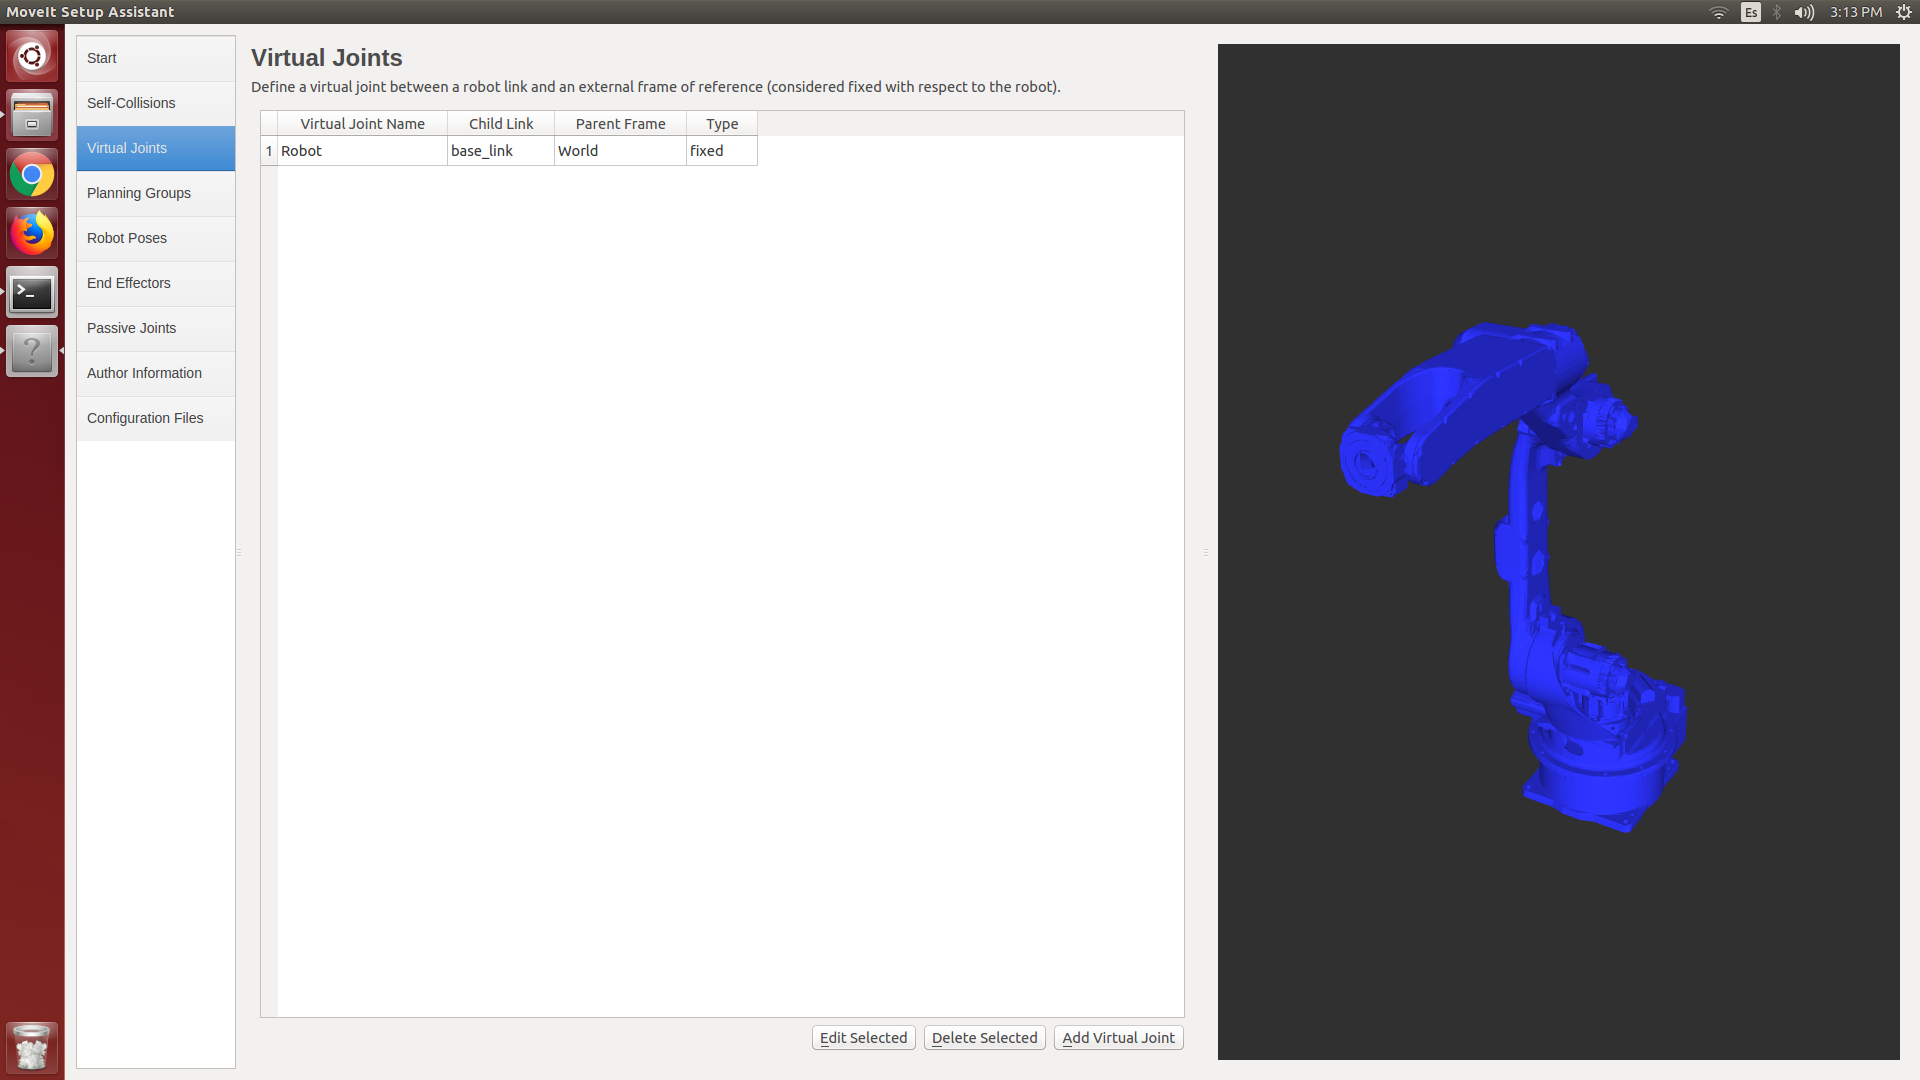 MoveIt Setup Assistant
Es
3:13 PM
Start
Self-Collisions
Virtual Joints
Planning Groups
Robot Poses
End Effectors
Passive Joints
Author Information
Configuration Files
Virtual Joints
Define a virtual joint between a robot link and an external frame of reference (considered fixed with respect to the robot).
Virtual Joint Name Child Link Parent Frame Type
1 Robot base_link World fixed
Edit Selected Delete Selected Add Virtual Joint